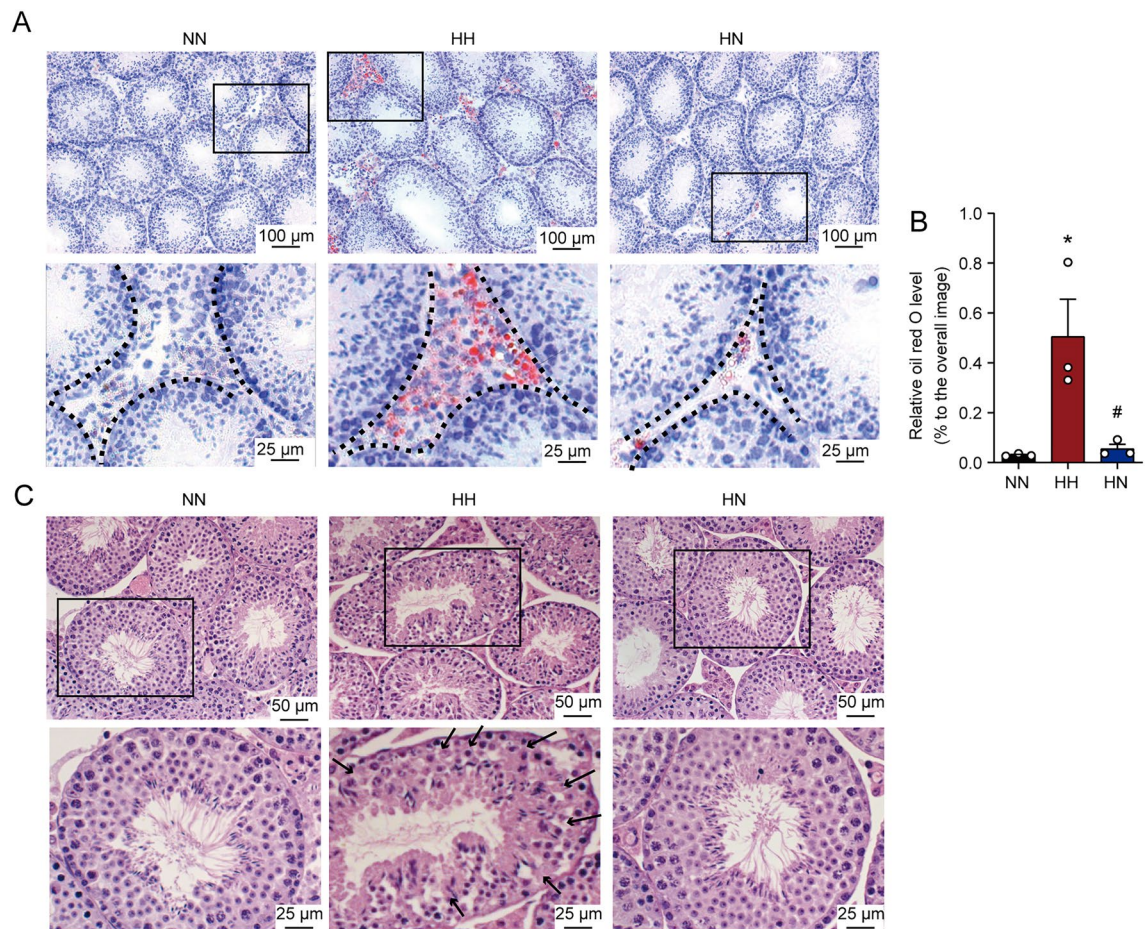 A
NN
HH
HN
100 µm
100 µm
100 µm
25 µm
25 µm
25 µm
B
Relative oil red O level
(% to the overall image)
1.0
0.8
0.6
0.4
0.2
0.0
*
#
NN
HH
HN
C
NN
HH
HN
50 µm
50 µm
50 µm
25 µm
25 µm
25 µm